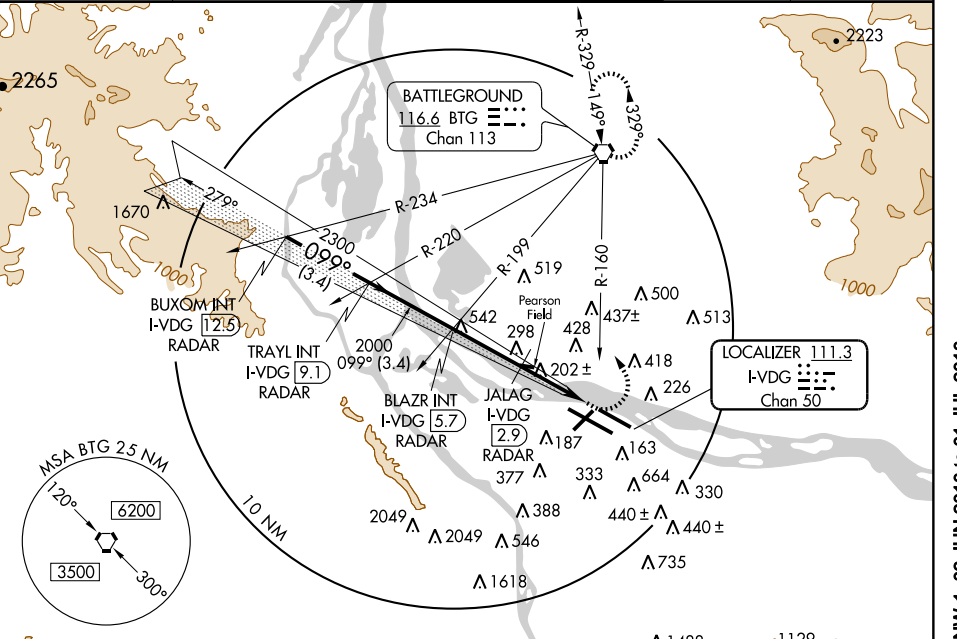 2223
2265
R-329
149°
329°
BATTLEGROUND
116.6 BTG
Chan 113
279°
1670
R-234
2300
099°
(3.4)
R-220
R-199
R-160
1000
1000
519
500
Pearson
Field
437±
513
BUXOM INT
I-VDG 12.5
RADAR
542
298
428
TRAYL INT
I-VDG 9.1
RADAR
2000
099° (3.4)
202 ±
418
226
LOCALIZER 111.3
I-VDG
Chan 50
BLAZR INT
I-VDG 5.7
RADAR
JALAG
I-VDG
2.9
RADAR
187
163
377
333
664
330
MSA BTG 25 NM
120°
6200
3500
300°
10 NM
388
440 ±
440 ±
2049
2049
546
735
1618